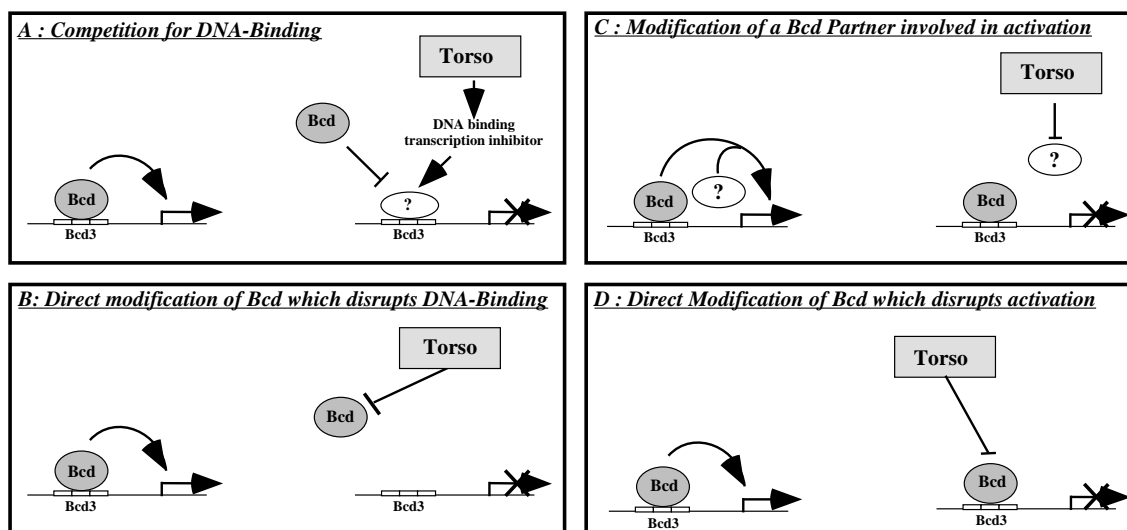 A : Competition for DNA-Binding
Torso
Bcd
DNA binding
transcription inhibitor
Bcd
?
Bcd3
Bcd3
C : Modification of a Bcd Partner involved in activation
Torso
?
Bcd
?
Bcd
Bcd3
Bcd3
B: Direct modification of Bcd which disrupts DNA-Binding
Torso
Bcd
Bcd
Bcd3
Bcd3
D : Direct Modification of Bcd which disrupts activation
Torso
Bcd
Bcd
Bcd3
Bcd3